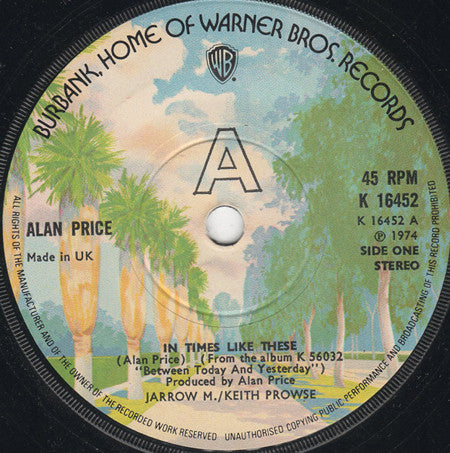 BURBANK, HOME OF WARNER BROS. RECORDS
WB
A
45 RPM
K 16452
K 16452 A
ALAN PRICE
Ⓟ 1974
SIDE ONE
Made in UK
STEREO
IN TIMES LIKE THESE
(Alan Price) (From the album K 56032
"Between Today And Yesterday")
Produced by Alan Price
JARROW M./KEITH PROWSE
ALL RIGHTS OF THE MANUFACTURER AND OF THE OWNER OF THE RECORDED WORK RESERVED UNAUTHORISED COPYING PUBLIC PERFORMANCE AND BROADCASTING OF THIS RECORD PROHIBITED